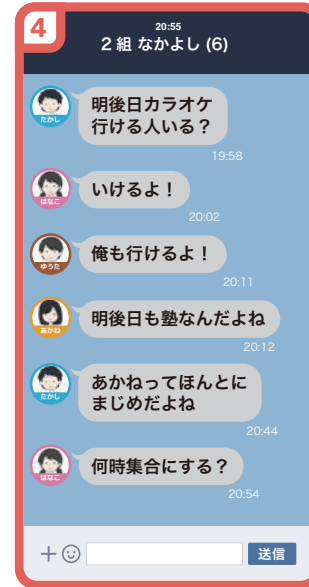 4
20:55
2組 なかよし (6)
明後日カラオケ
行ける人いる？
たかし
19:58
いけるよ！
はなこ
20:02
俺も行けるよ！
ゆうた
20:11
明後日も塾なんだよね
あかね
20:12
あかねってほんとに
まじめだよね
たかし
20:44
何時集合にする？
はなこ
20:54
送信